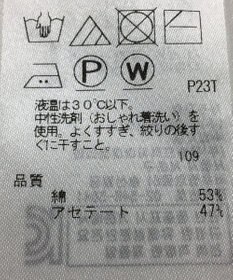 P
W
P23T
液温は30℃以下。
中性洗剤(おしゃれ着洗い)を
使用。よくすすぎ、絞りの後す
ぐに干すこと。
109
品質
綿 53%
アセテート 47%